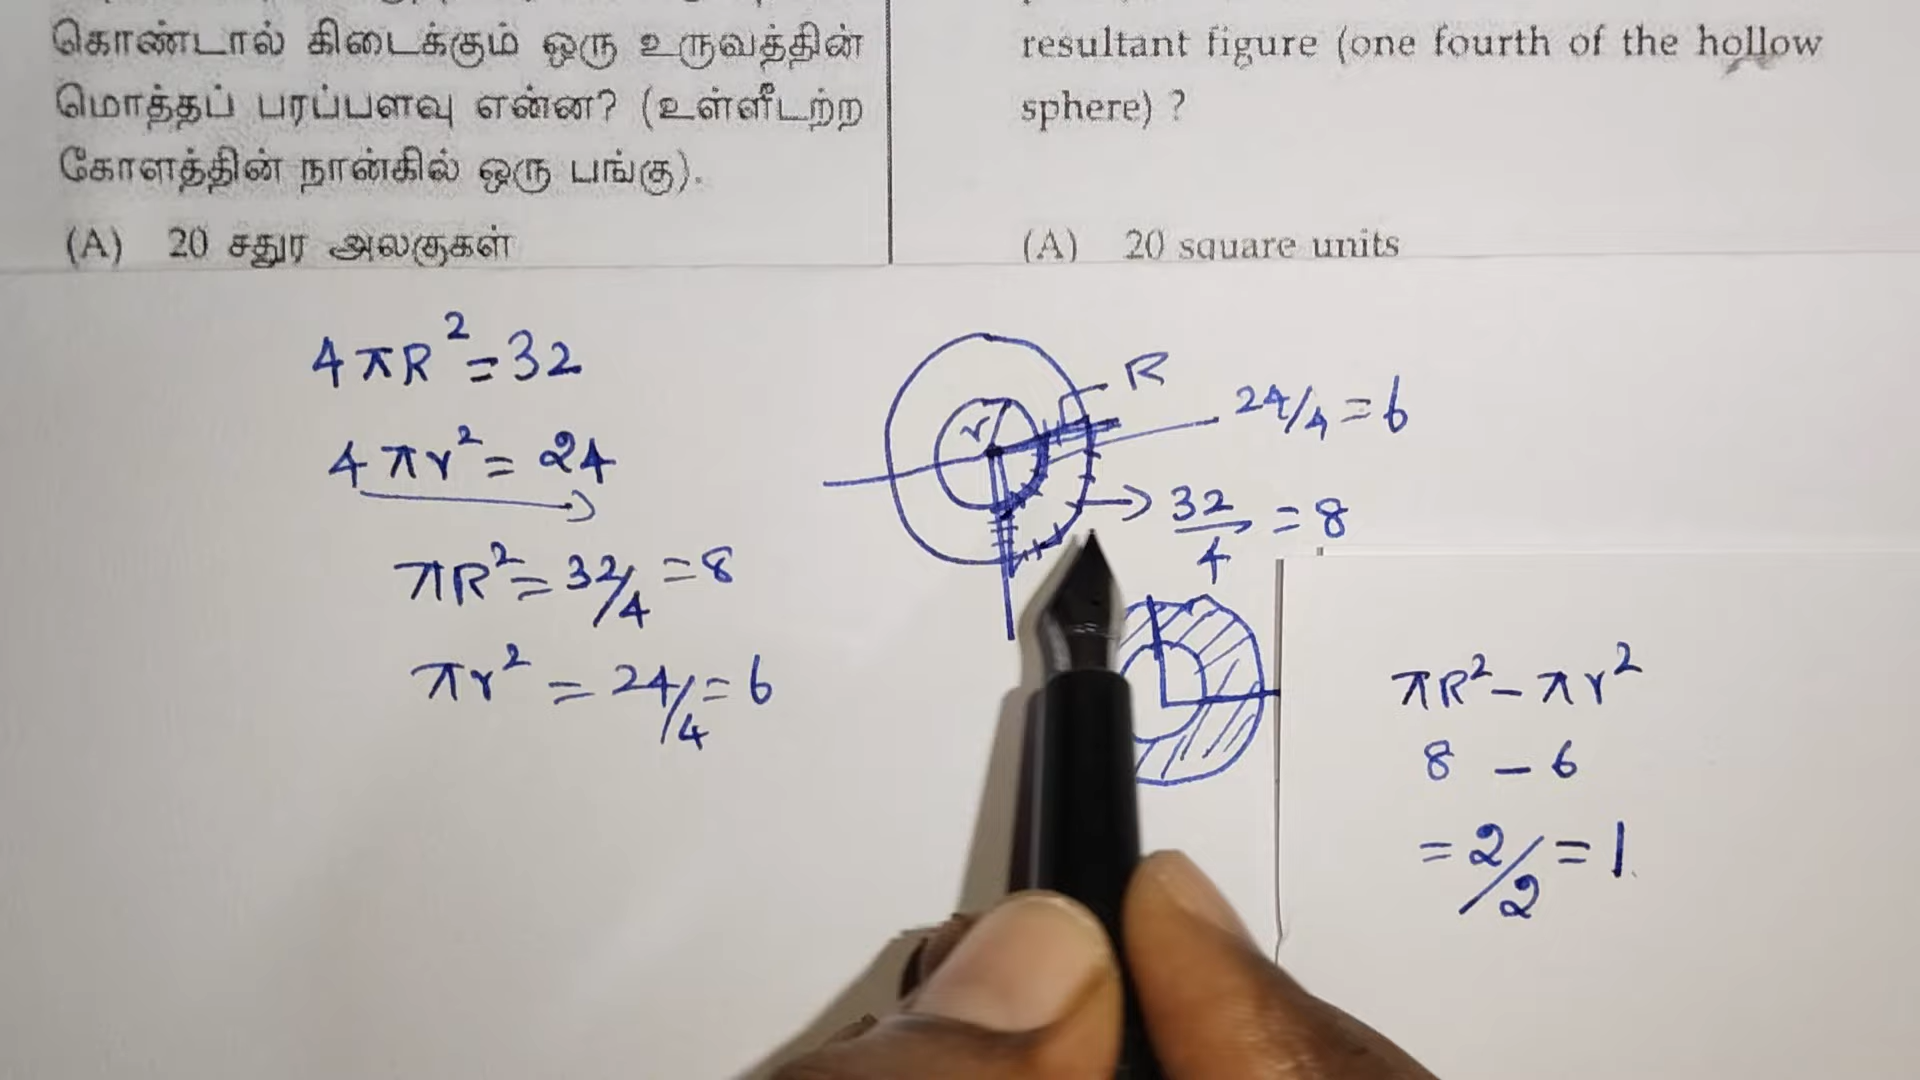 கொண்டால் கிடைக்கும் ஒரு உருவத்தின்
மொத்தப் பரப்பளவு என்ன? (உள்ளீடற்ற
கோளத்தின் நான்கில் ஒரு பங்கு).
(A) 20 சதுர அலகுகள்
resultant figure (one fourth of the hollow
sphere) ?
(A) 20 square units
4πR² = 32
4πr² = 24
πR² = 32/4 = 8
πr² = 24/4 = 6
R
r
24/4 = 6
32/4 = 8
πR² - πr²
8 - 6
= 2/2 = 1